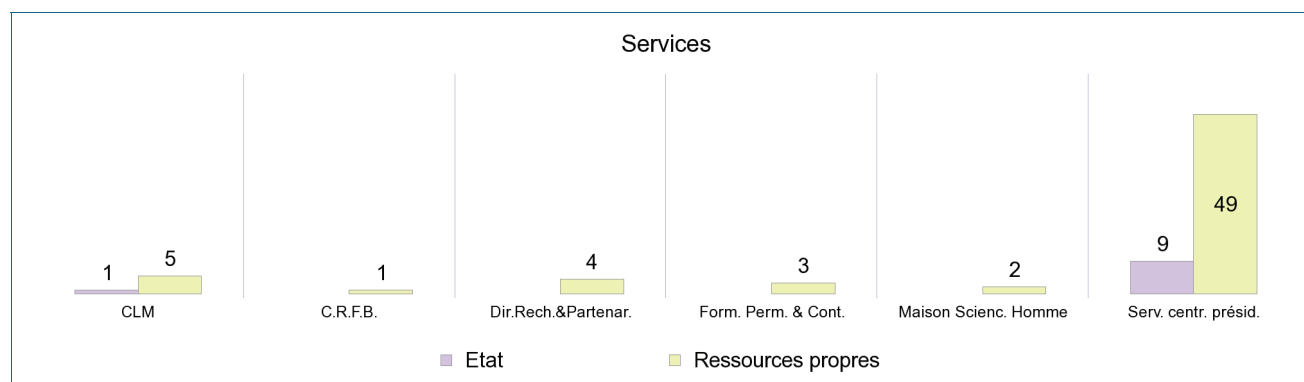 Services
49
9
1
5
1
4
3
2
CLM
C.R.F.B.
Dir.Rech.&Partenar.
Form. Perm. & Cont.
Maison Scienc. Homme
Serv. centr. présid.
Etat
Ressources propres